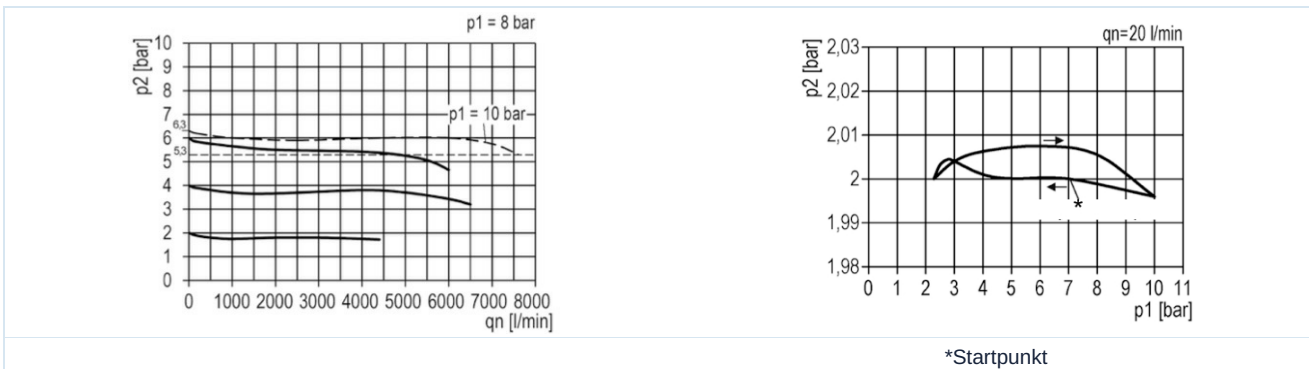 p1 = 8 bar
p2 [bar]
10
9
8
7
6,3
6
5,3
5
4
3
2
1
0
p1 = 10 bar
0 1000 2000 3000 4000 5000 6000 7000 8000
qn [l/min]
qn=20 l/min
p2 [bar]
2,03
2,02
2,01
2
1,99
1,98
*
0 1 2 3 4 5 6 7 8 9 10 11
p1 [bar]
*Startpunkt